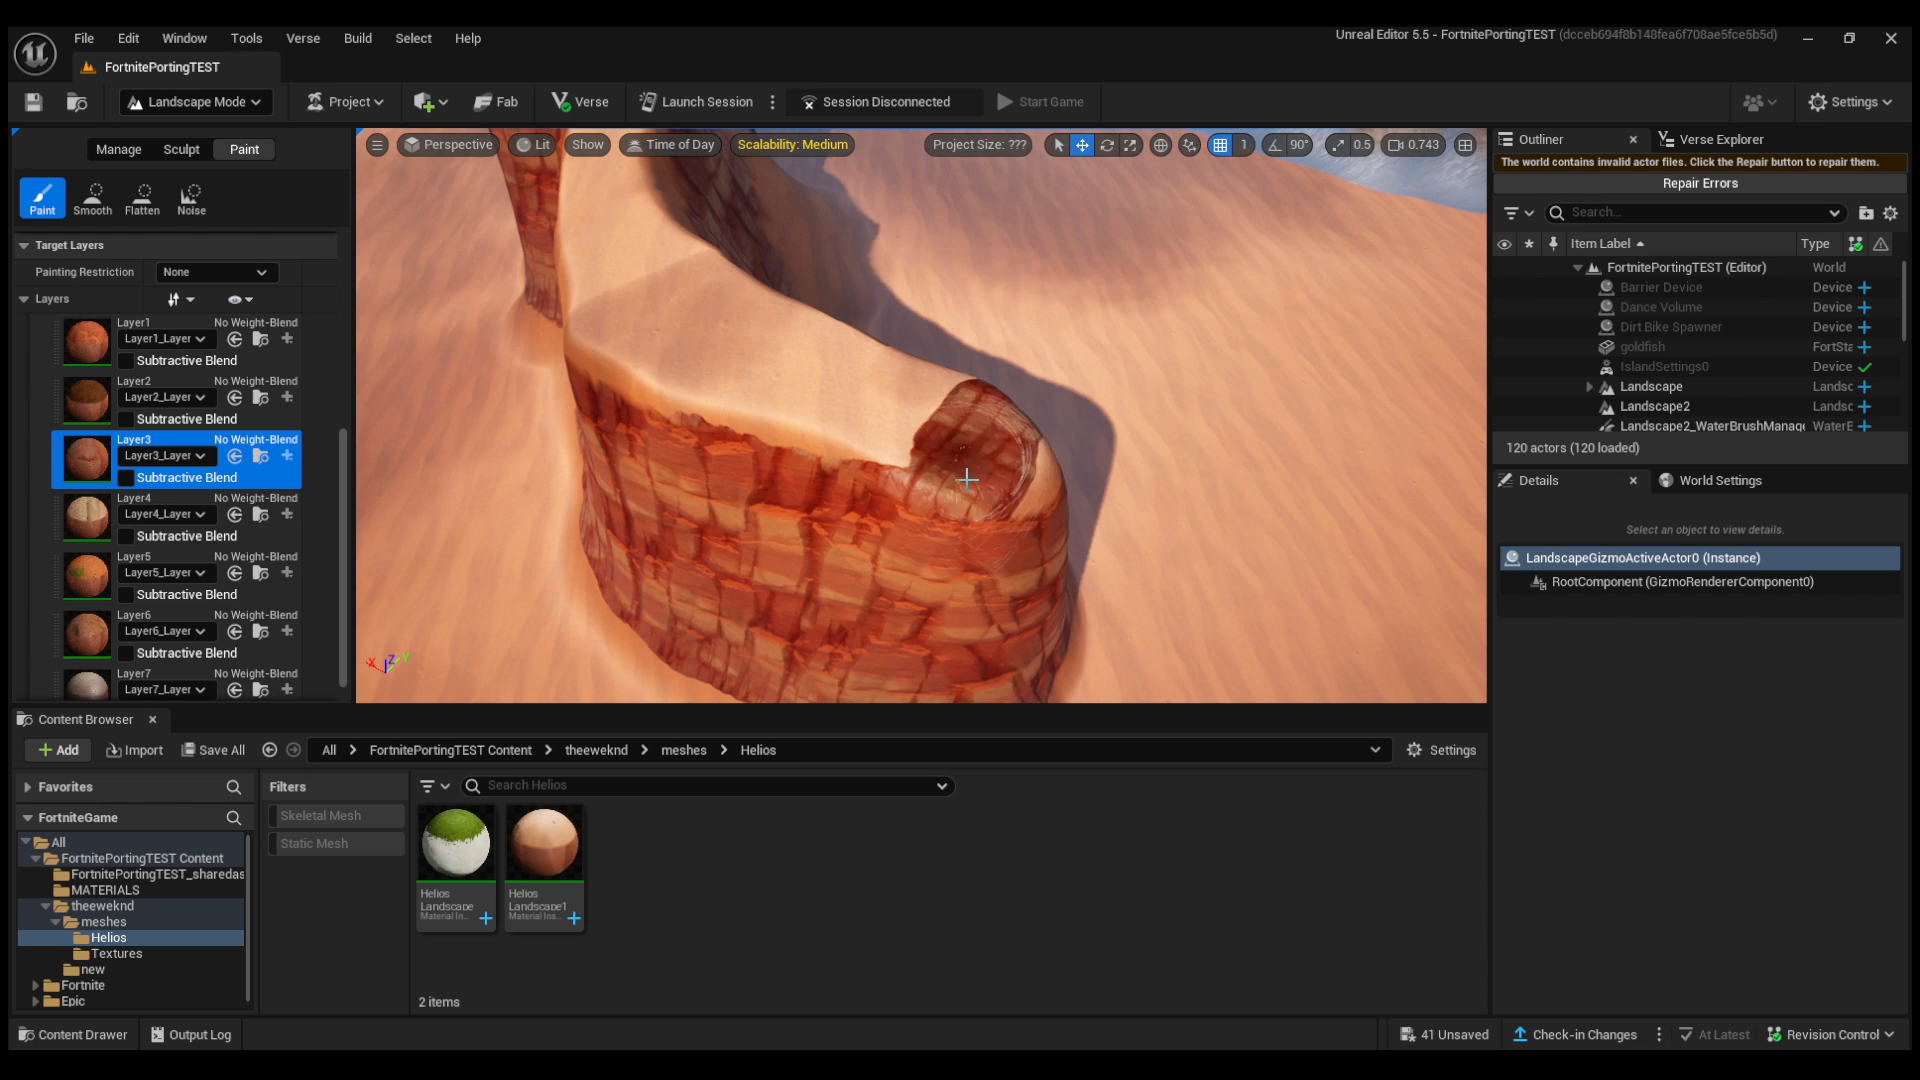 File Edit Window Tools Verse Build Select Help
Unreal Editor 5.5 - FortnitePortingTEST (dcceb694f8b148fea6f708ae5fce5b5d)
FortnitePortingTEST
Landscape Mode Project Fab Verse Launch Session Session Disconnected Start Game Settings
Manage Sculpt Paint
Paint Smooth Flatten Noise
Target Layers
Painting Restriction None
Layers
Layer1 No Weight-Blend
Layer1_Layer
Subtractive Blend
Layer2 No Weight-Blend
Layer2_Layer
Subtractive Blend
Layer3 No Weight-Blend
Layer3_Layer
Subtractive Blend
Layer4 No Weight-Blend
Layer4_Layer
Subtractive Blend
Layer5 No Weight-Blend
Layer5_Layer
Subtractive Blend
Layer6 No Weight-Blend
Layer6_Layer
Subtractive Blend
Layer7 No Weight-Blend
Layer7_Layer
Perspective Lit Show Time of Day Scalability: Medium Project Size: ??? 1 90° 0.5 0.743
X Z Y
Outliner Verse Explorer
The world contains invalid actor files. Click the Repair button to repair them.
Repair Errors
Search...
Item Label Type
FortnitePortingTEST (Editor) World
Barrier Device Device
Dance Volume Device
Dirt Bike Spawner Device
goldfish FortSta
IslandSettings0 Device
Landscape Landsc
Landscape2 Landsc
Landscape2_WaterBrushManage WaterE
120 actors (120 loaded)
Details World Settings
Select an object to view details.
LandscapeGizmoActiveActor0 (Instance)
RootComponent (GizmoRendererComponent0)
Content Browser
Add Import Save All All FortnitePortingTEST Content theeweknd meshes Helios Settings
Favorites
FortniteGame
All
FortnitePortingTEST Content
FortnitePortingTEST_sharedas
MATERIALS
theeweknd
meshes
Helios
Textures
new
Fortnite
Epic
Filters
Skeletal Mesh
Static Mesh
Search Helios
Helios
Landscape
Material In...
Helios
Landscape1
Material Ins...
2 items
Content Drawer Output Log 41 Unsaved Check-in Changes At Latest Revision Control